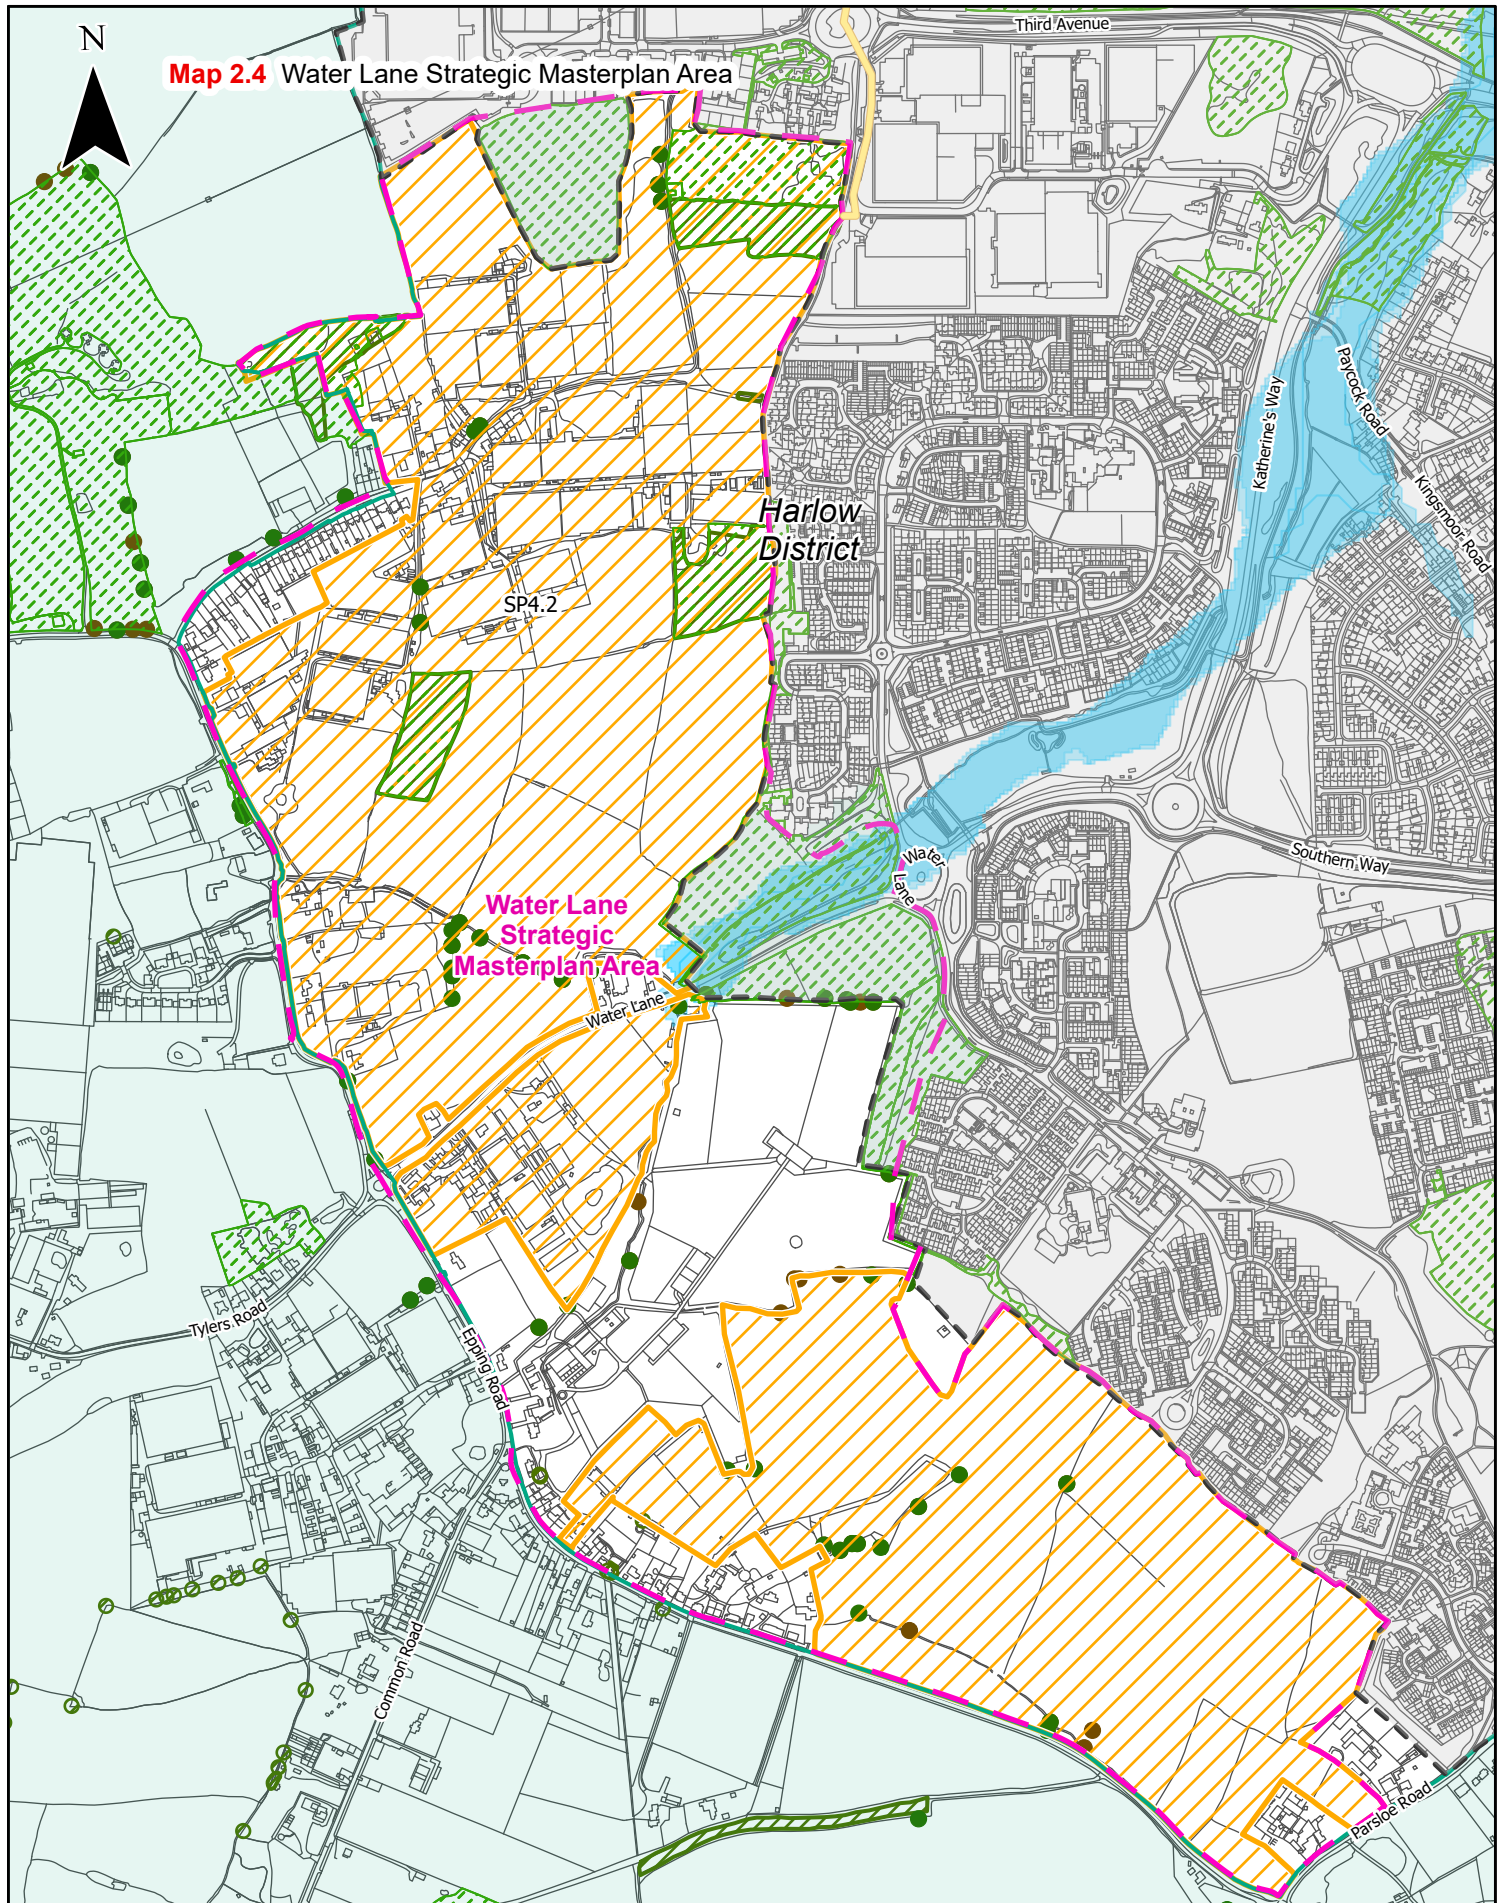 Third Avenue
N
Map 2.4 Water Lane Strategic Masterplan Area
Paycock Road
Katherine's Way
Kingsmoor Road
Harlow
District
SP4.2
Southern Way
Water
Lane
Water Lane
Strategic
Masterplan Area
Water Lane
Tylers Road
Epping Road
Common Road
Parsloe Road